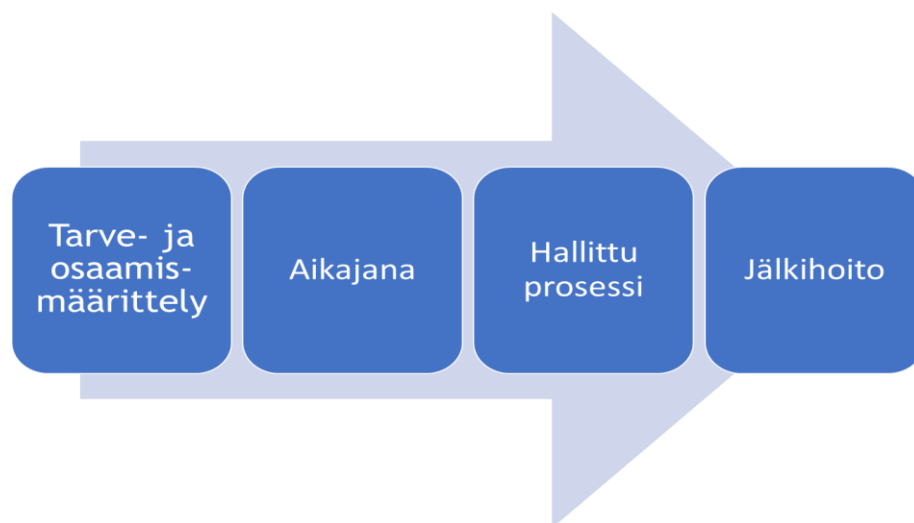 Tarve- ja
osaamis-
määrittely
Aikajana
Hallittu
prosessi
Jälkihoito